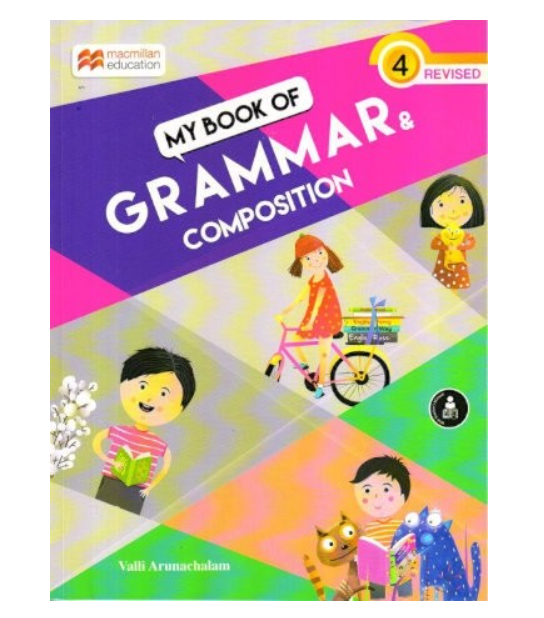 macmillan
education
4
REVISED
MY BOOK OF
GRAMMAR &
COMPOSITION
Valli Arunachalam